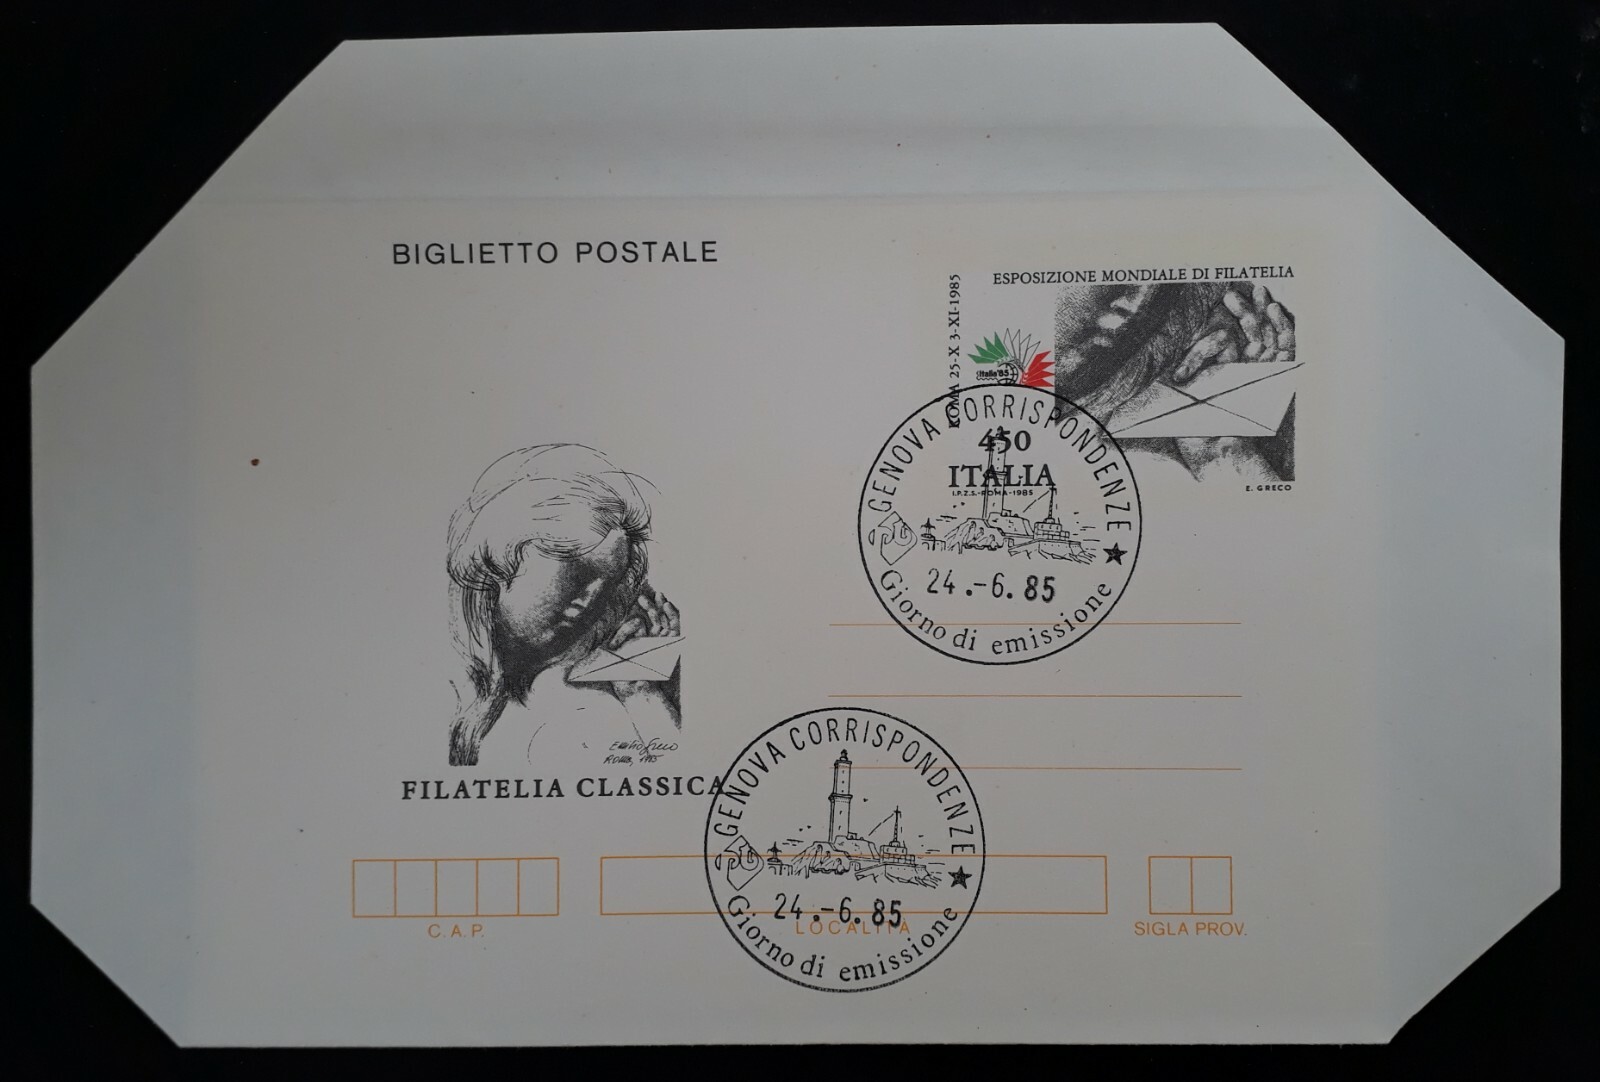 BIGLIETTO POSTALE
ESPOSIZIONE MONDIALE DI FILATELIA
ROMA 25-X 3-XI-1985
Italia'85
450
ITALIA
I.P.Z.S.-ROMA-1985
E. GRECO
GENOVA CORRISPONDENZE
24.-6.85
Giorno di emissione
Emilio Greco
ROMA, 1985
FILATELIA CLASSICA
GENOVA CORRISPONDENZE
24.-6.85
Giorno di emissione
C.A.P.
LOCALITÀ
SIGLA PROV.